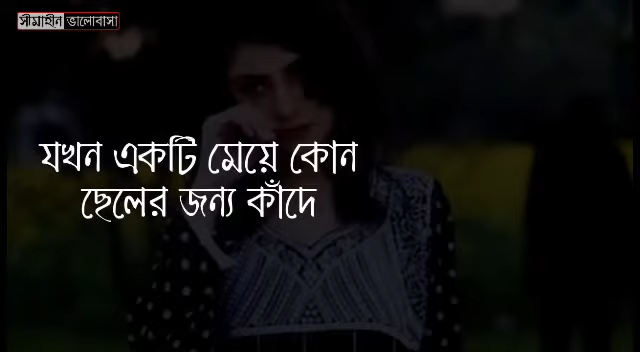 সীমাহীন ভালোবাসা
যখন একটি মেয়ে কোন
ছেলের জন্য কাঁদে